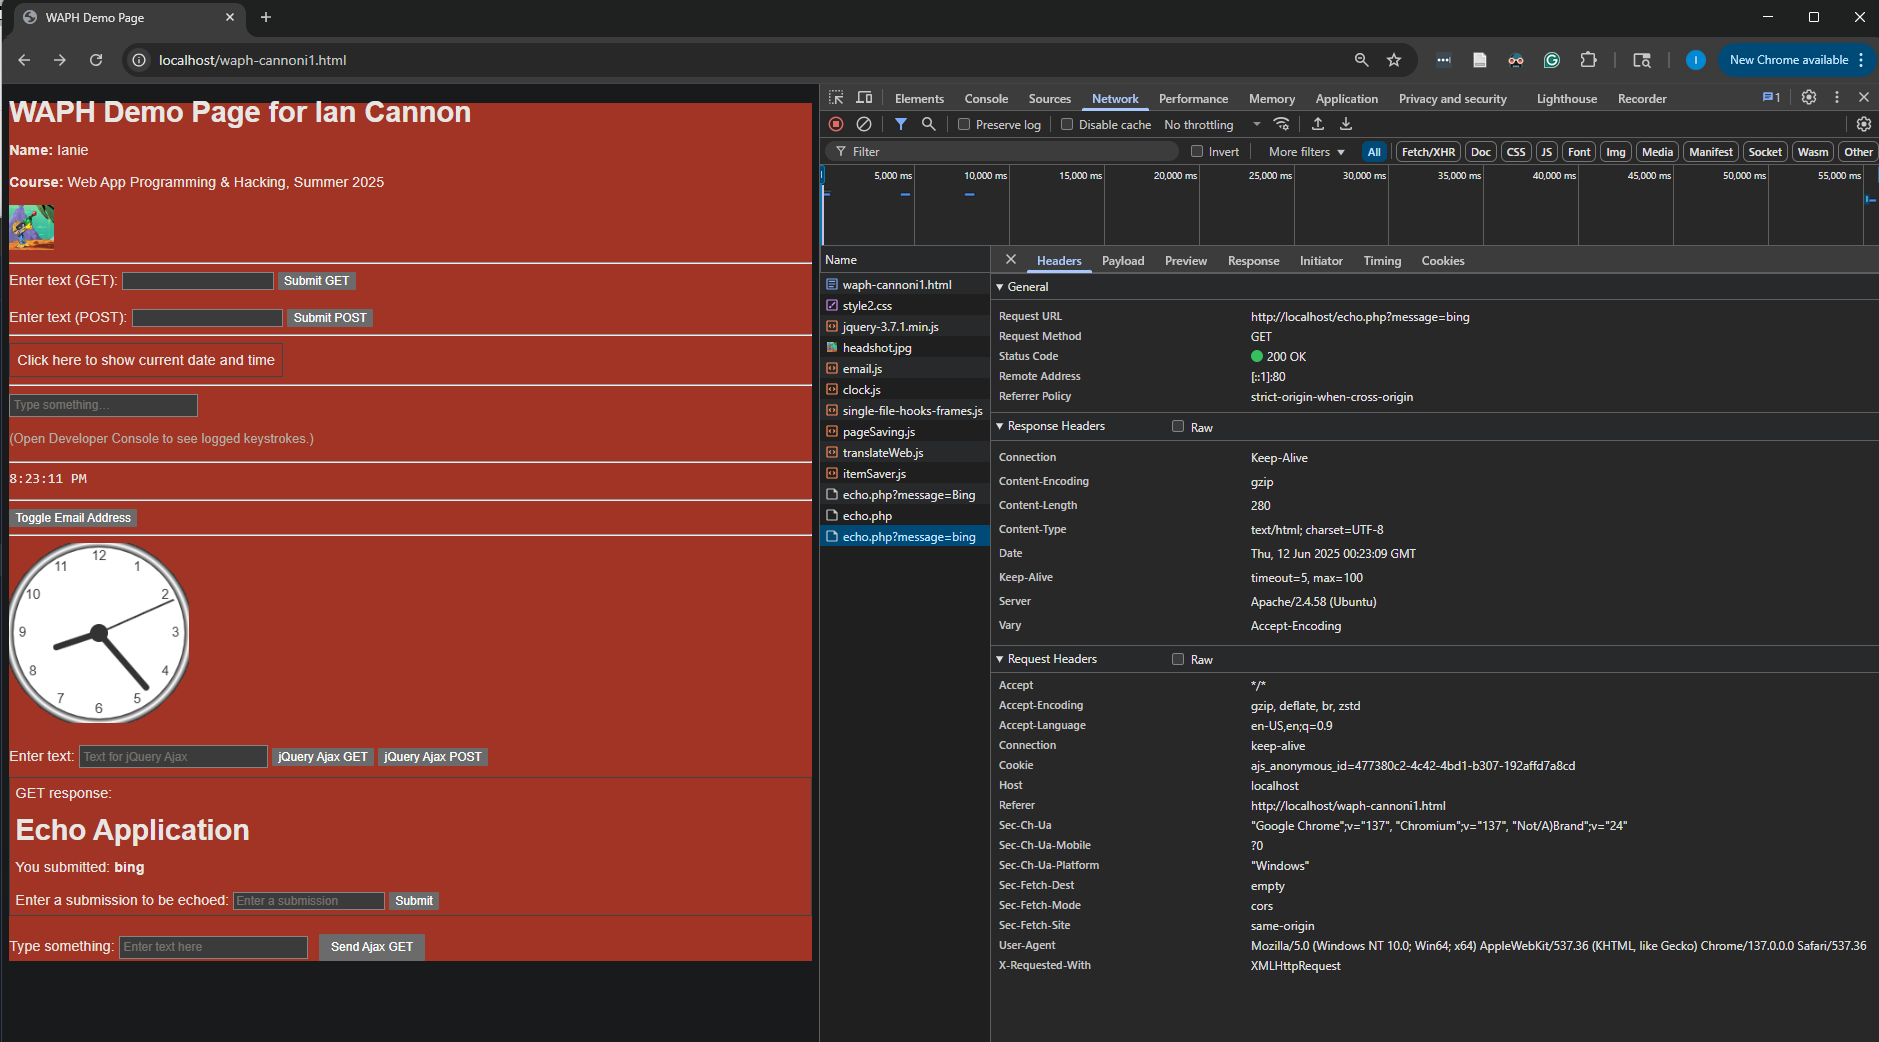 WAPH Demo Page
localhost/waph-cannoni1.html
I
New Chrome available
WAPH Demo Page for Ian Cannon
Name: Ianie
Course: Web App Programming & Hacking, Summer 2025
Enter text (GET): Submit GET
Enter text (POST): Submit POST
Click here to show current date and time
Type something...
(Open Developer Console to see logged keystrokes.)
8:23:11 PM
Toggle Email Address
12
11 1
10 2
9 3
8 4
7 5
6
Enter text: Text for jQuery Ajax jQuery Ajax GET jQuery Ajax POST
GET response:
Echo Application
You submitted: bing
Enter a submission to be echoed: Enter a submission Submit
Type something: Enter text here Send Ajax GET
Elements Console Sources Network Performance Memory Application Privacy and security Lighthouse Recorder 1
Preserve log Disable cache No throttling
Filter Invert More filters All Fetch/XHR Doc CSS JS Font Img Media Manifest Socket Wasm Other
5,000 ms 10,000 ms 15,000 ms 20,000 ms 25,000 ms 30,000 ms 35,000 ms 40,000 ms 45,000 ms 50,000 ms 55,000 ms
Name
waph-cannoni1.html
style2.css
jquery-3.7.1.min.js
headshot.jpg
email.js
clock.js
single-file-hooks-frames.js
pageSaving.js
translateWeb.js
itemSaver.js
echo.php?message=Bing
echo.php
echo.php?message=bing
Headers Payload Preview Response Initiator Timing Cookies
General
Request URL http://localhost/echo.php?message=bing
Request Method GET
Status Code 200 OK
Remote Address [::1]:80
Referrer Policy strict-origin-when-cross-origin
Response Headers Raw
Connection Keep-Alive
Content-Encoding gzip
Content-Length 280
Content-Type text/html; charset=UTF-8
Date Thu, 12 Jun 2025 00:23:09 GMT
Keep-Alive timeout=5, max=100
Server Apache/2.4.58 (Ubuntu)
Vary Accept-Encoding
Request Headers Raw
Accept */*
Accept-Encoding gzip, deflate, br, zstd
Accept-Language en-US,en;q=0.9
Connection keep-alive
Cookie ajs_anonymous_id=477380c2-4c42-4bd1-b307-192affd7a8cd
Host localhost
Referer http://localhost/waph-cannoni1.html
Sec-Ch-Ua "Google Chrome";v="137", "Chromium";v="137", "Not/A)Brand";v="24"
Sec-Ch-Ua-Mobile ?0
Sec-Ch-Ua-Platform "Windows"
Sec-Fetch-Dest empty
Sec-Fetch-Mode cors
Sec-Fetch-Site same-origin
User-Agent Mozilla/5.0 (Windows NT 10.0; Win64; x64) AppleWebKit/537.36 (KHTML, like Gecko) Chrome/137.0.0.0 Safari/537.36
X-Requested-With XMLHttpRequest